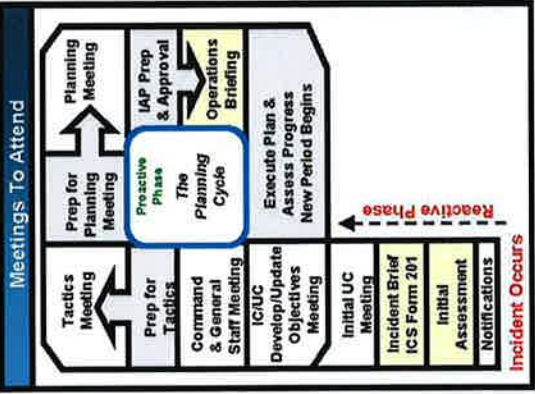 Meetings To Attend
Tactics
Meeting
Prep for
Planning
Meeting
Planning
Meeting
Prep for
Tactics
Proactive
Phase
The
Planning
Cycle
IAP Prep
& Approval
Command
& General
Staff Meeting
Operations
Briefing
IC/UC
Develop/Update
Objectives
Meeting
Execute Plan &
Assess Progress
New Period Begins
Initial UC
Meeting
Incident Brief
ICS Form 201
Initial
Assessment
Notifications
Reactive Phase
Incident Occurs